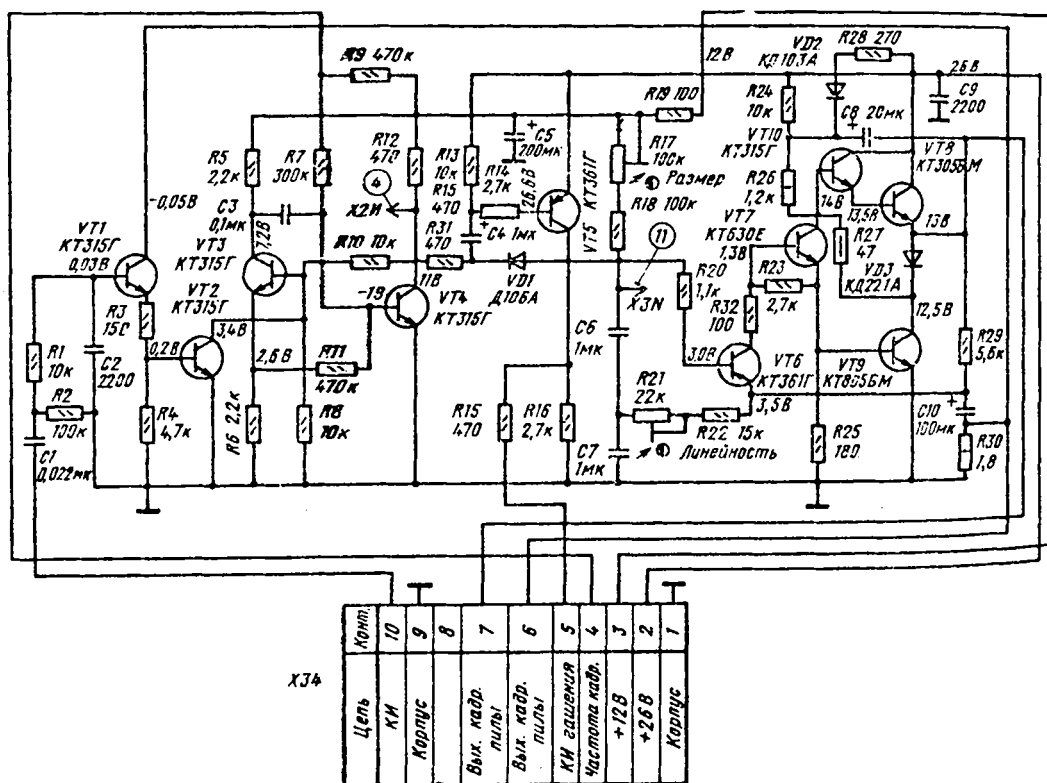 R9 470к
12В
VD2
КД103А
R28 270
26В
R5
2,2к
R7
300к
R12
470
R13
10к
R14
2,7к
R15
470
+
C5
200мк
R19 100
R17
100к
Размер
R18 100к
КТ361Г
VT5
26,6В
R24
10к
C8 20мк
+
C9
2200
VT10
КТ315Г
VT8
R26
1,2к
14В
13,5В
13В
R27
47
VD3
КД221А
12,5В
-0,05В
C3
0,1мк
7,2В
4
Х2И
R31
470
+
C4 1мк
11
X3N
VT1
КТ315Г
0,03В
VT3
КТ315Г
VT2
КТ315Г
R10 10к
11В
-1В
VT4
КТ315Г
VD1
Д106А
R20
1,1к
VT7
КТ630Е
1,3В
R23
2,7к
R32
100
R3
150
3,4В
0,2В
2,6В
R11
470к
C6
1мк
3,0В
VT6
КТ361Г
3,5В
VT9
КТ805БМ
R29
5,6к
R1
10к
R2
100к
C2
2200
R4
4,7к
R6 2,2к
R8
10к
R15
470
R16
2,7к
R21
22к
R22 15к
Линейность
C7
1мк
R25
180
+
C10
100мк
R30
1,8
C1
0,022мк
Х34
Цепь Конт.
КИ 10
Корпус 9
8
Вых. кадр. пилы 7
Вых. кадр. пилы 6
КИ гашения 5
Частота кадр. 4
+12В 3
+26В 2
Корпус 1